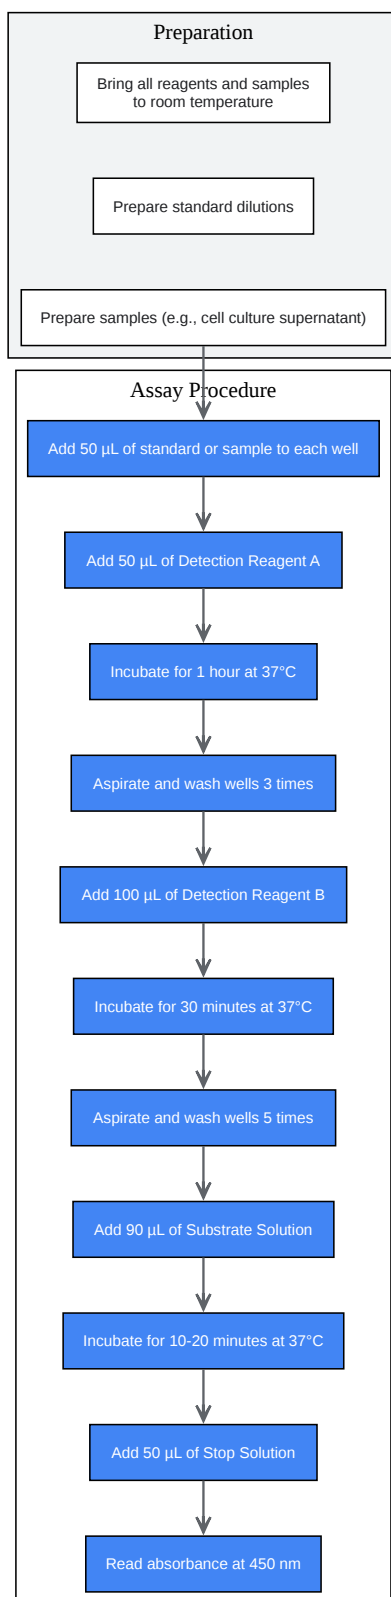 Preparation
Bring all reagents and samples
to room temperature
Prepare standard dilutions
Prepare samples (e.g., cell culture supernatant)
Assay Procedure
Add 50 µL of standard or sample to each well
Add 50 µL of Detection Reagent A
Incubate for 1 hour at 37°C
Aspirate and wash wells 3 times
Add 100 µL of Detection Reagent B
Incubate for 30 minutes at 37°C
Aspirate and wash wells 5 times
Add 90 µL of Substrate Solution
Incubate for 10-20 minutes at 37°C
Add 50 µL of Stop Solution
Read absorbance at 450 nm